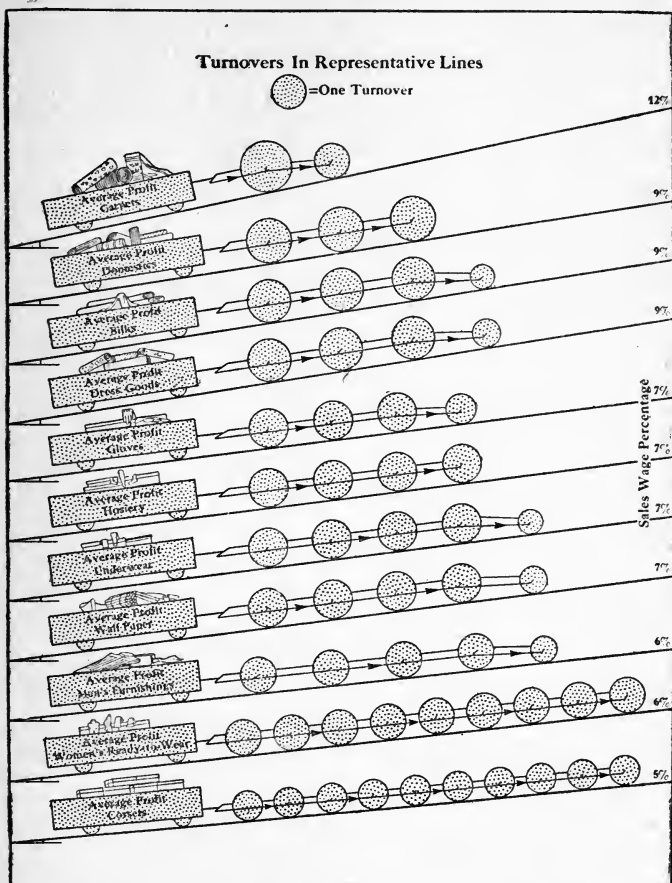 Turnovers In Representative Lines
=One Turnover
12%
Average Profit
Carpets
9%
Average Profit
Domestics
9%
Average Profit
Silks
9%
Average Profit
Dress Goods
7%
Average Profit
Gloves
7%
Average Profit
Hosiery
7%
Average Profit
Underwear
7%
Average Profit
Wall Paper
6%
Average Profit
Men's Furnishings
6%
Average Profit
Women's Ready-to-Wear
5%
Average Profit
Corsets
Sales Wage Percentage